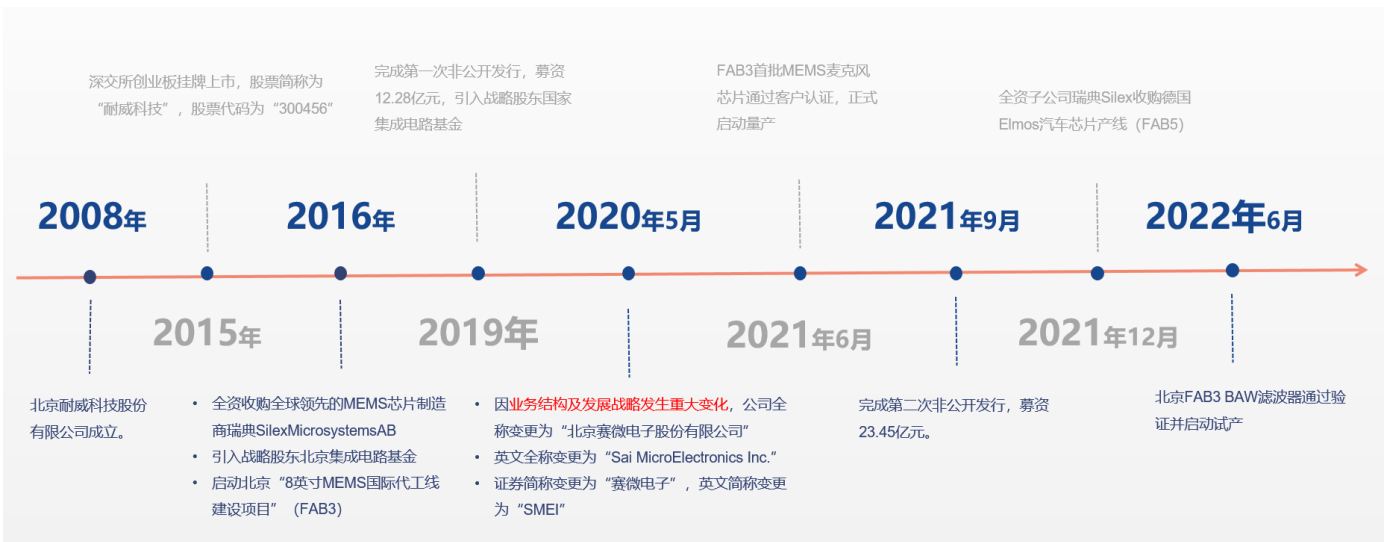 深交所创业板挂牌上市，股票简称为
“耐威科技”，股票代码为“300456”
完成第一次非公开发行，募资
12.28亿元，引入战略股东国家
集成电路基金
FAB3首批MEMS麦克风
芯片通过客户认证，正式
启动量产
全资子公司瑞典Silex收购德国
Elmos汽车芯片产线（FAB5）
2008年
2016年
2020年5月
2021年9月
2022年6月
2015年
2019年
2021年6月
2021年12月
北京耐威科技股份
有限公司成立。
• 全资收购全球领先的MEMS芯片制造
商瑞典SilexMicrosystemsAB
• 引入战略股东北京集成电路基金
• 启动北京“8英寸MEMS国际代工线
建设项目”（FAB3）
• 因业务结构及发展战略发生重大变化，公司全
称变更为“北京赛微电子股份有限公司”
• 英文全称变更为“Sai MicroElectronics Inc.”
• 证券简称变更为“赛微电子”，英文简称变更
为“SMEI”
完成第二次非公开发行，募资
23.45亿元。
北京FAB3 BAW滤波器通过验
证并启动试产